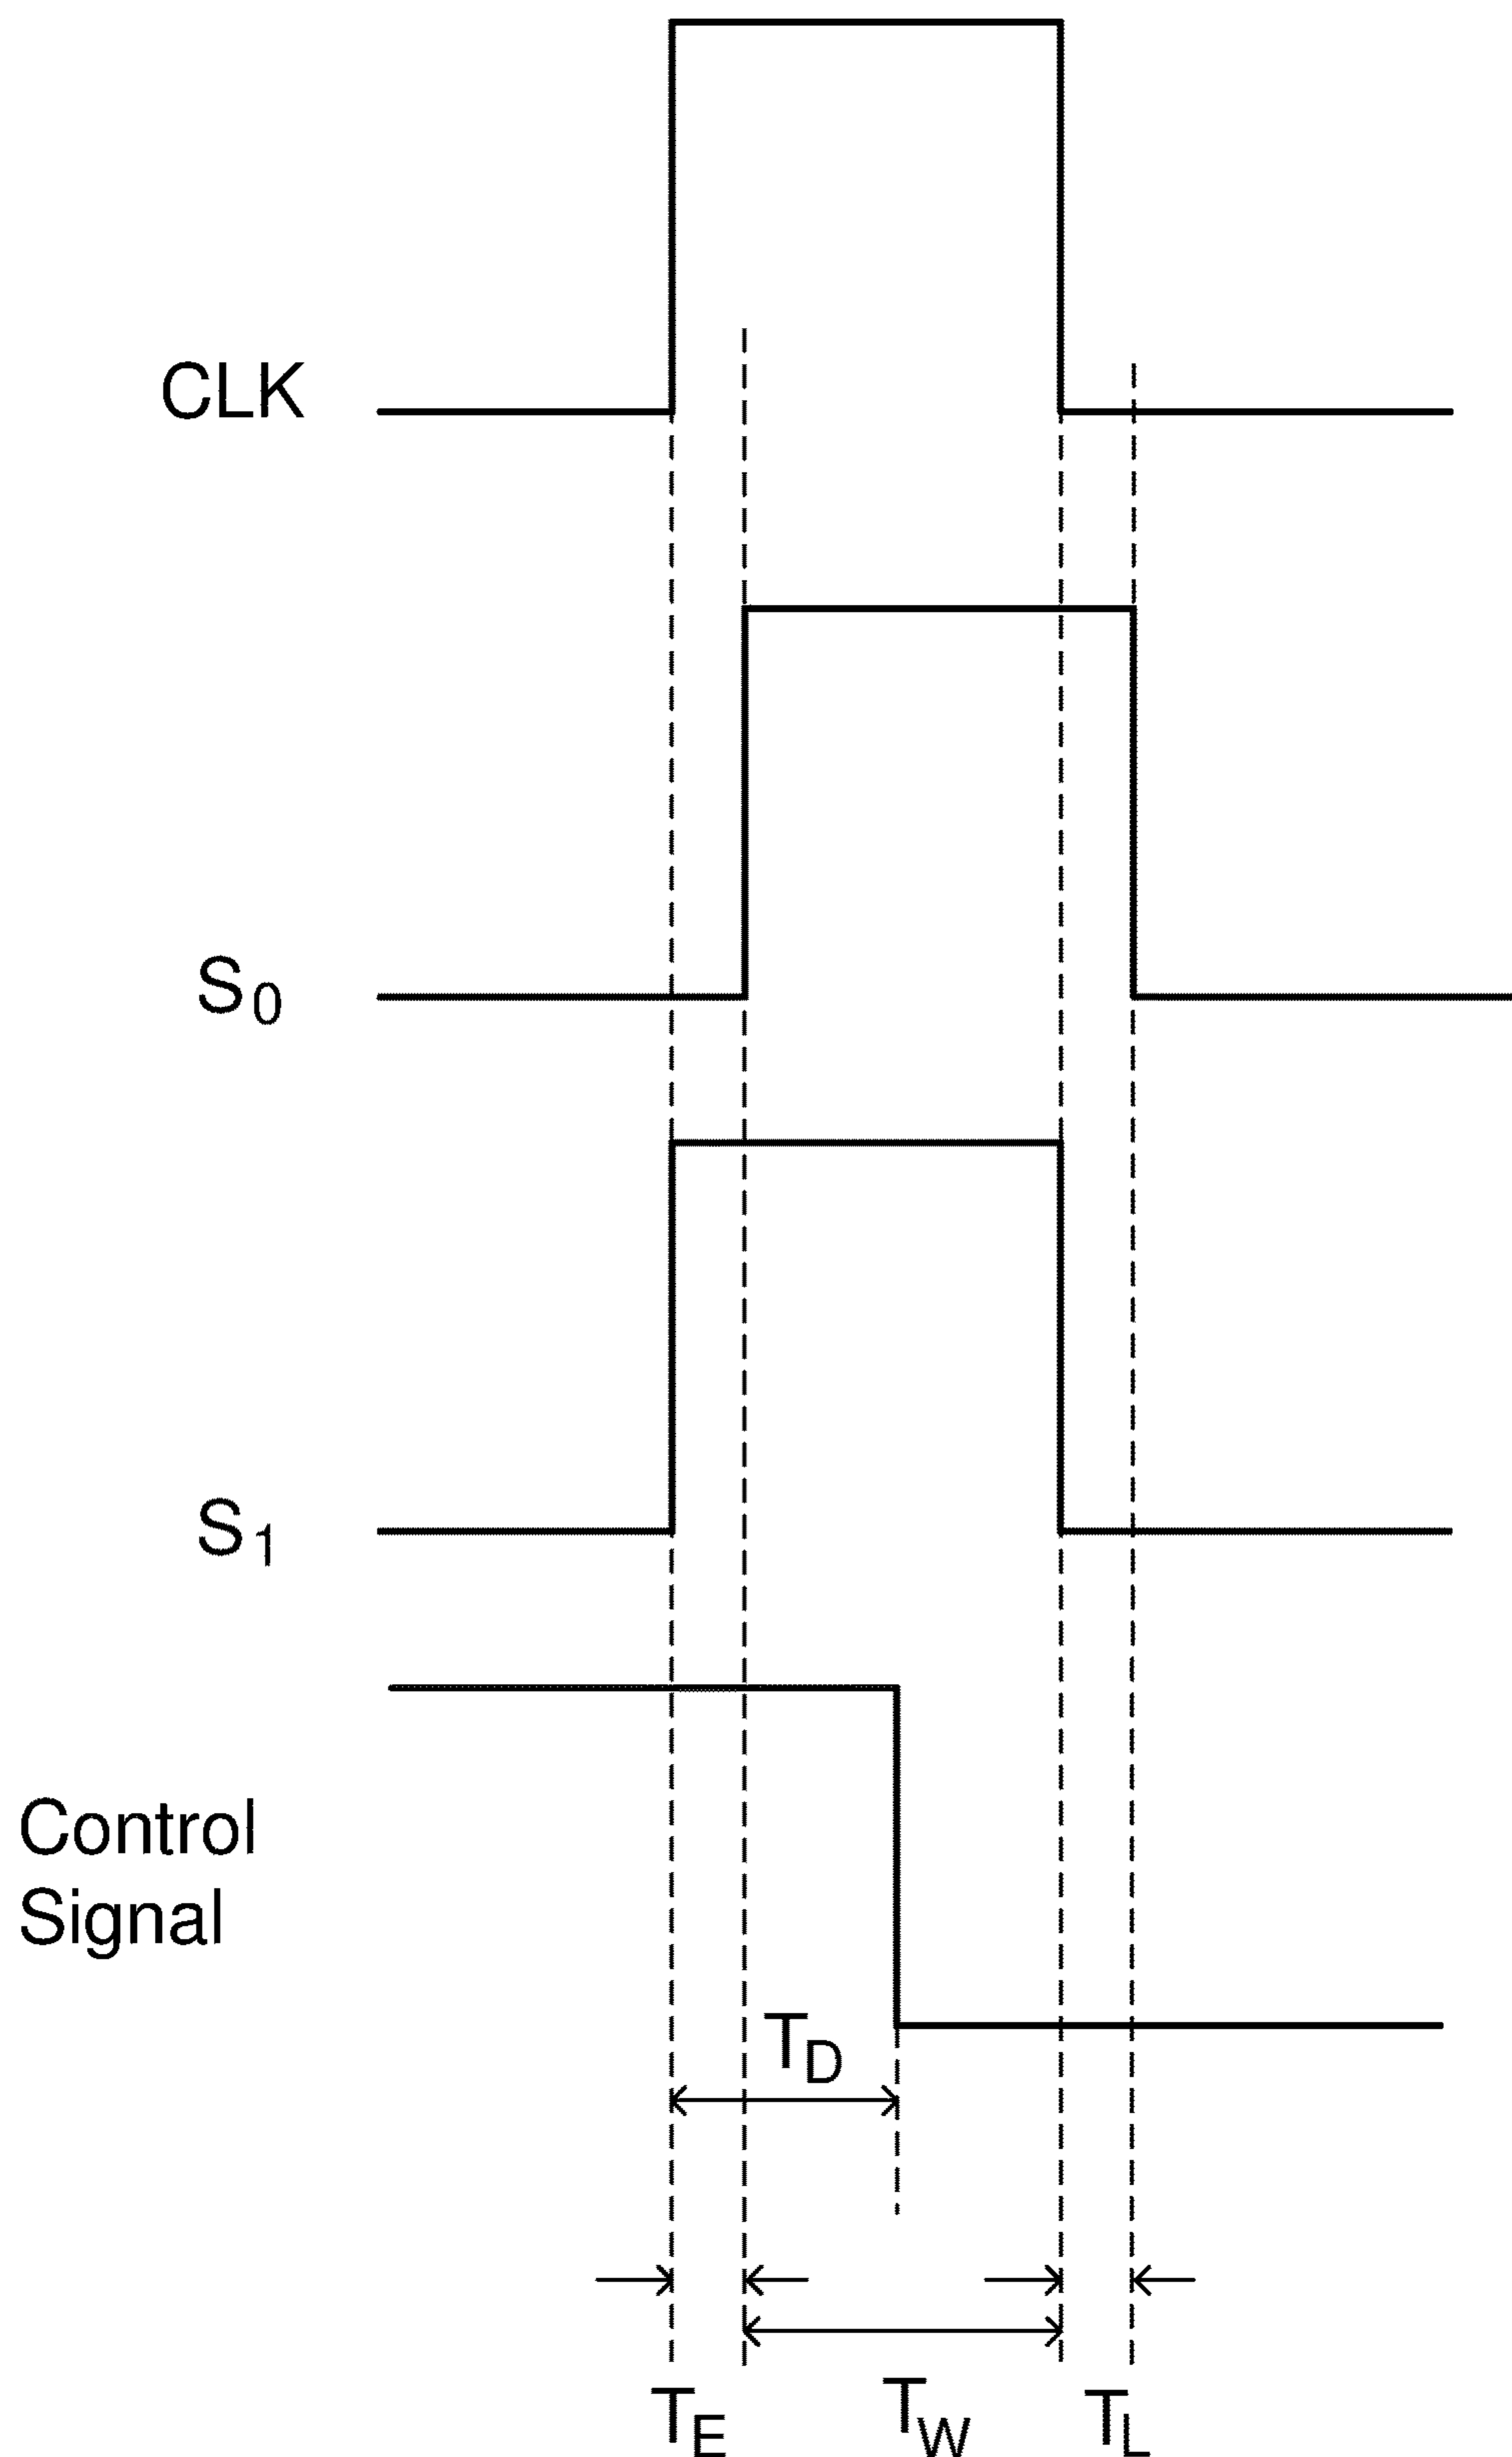 CLK
S0
S1
Control
Signal
TD
TE TW TL